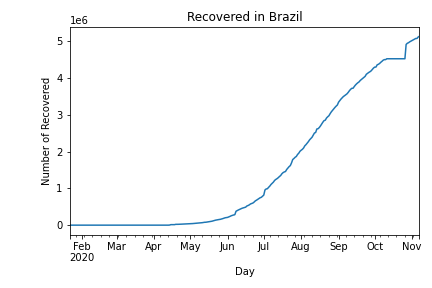 Recovered in Brazil
1e6
5
4
3
2
1
0
Number of Recovered
Feb Mar Apr May Jun Jul Aug Sep Oct Nov
2020
Day